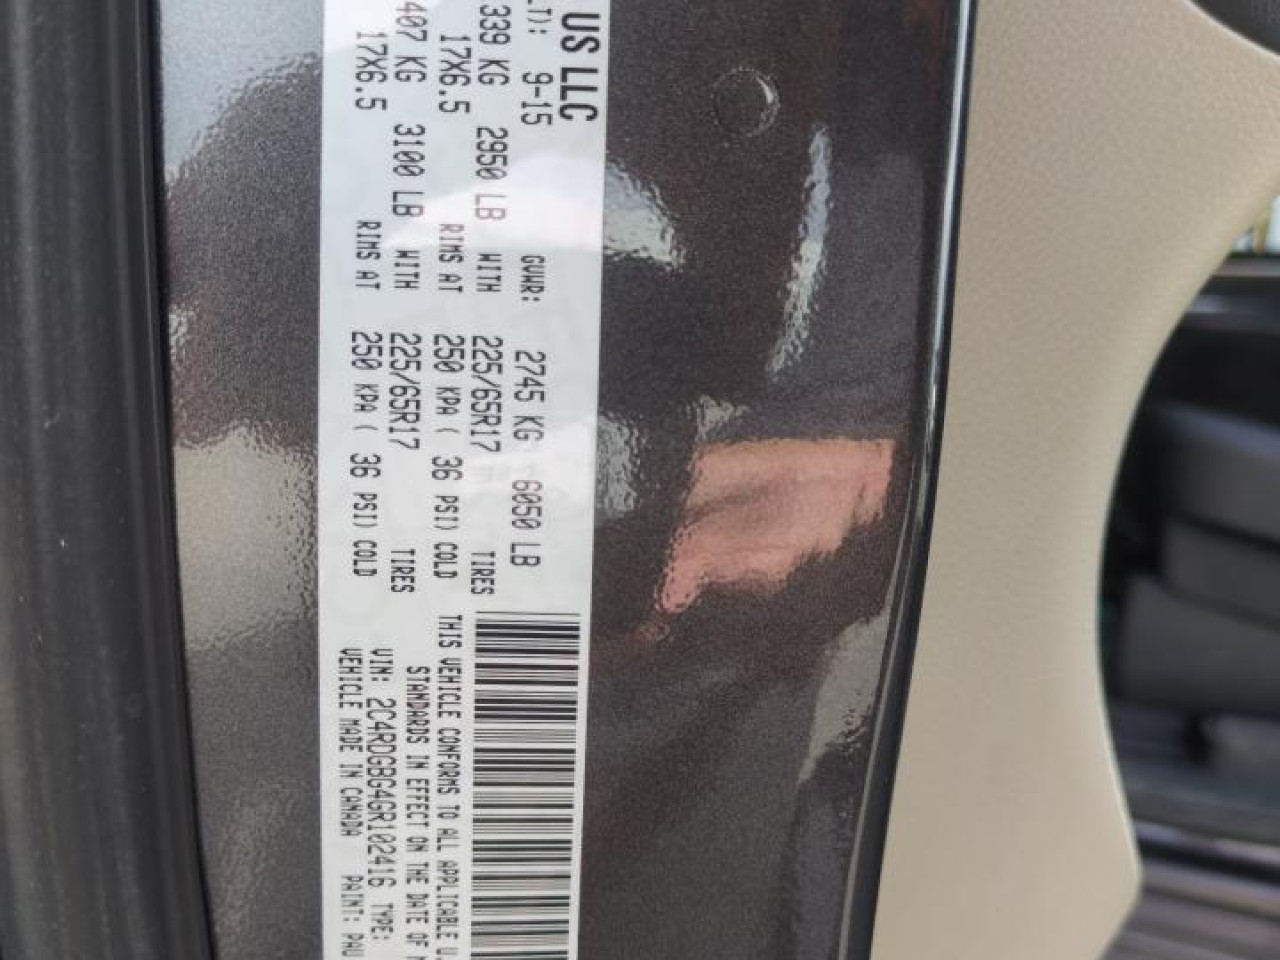 US LLC
LT): 9-15 GVWR: 2745 KG 6050 LB
339 KG 2950 LB WITH 225/65R17 TIRES
17X6.5 RIMS AT 250 KPA ( 36 PSI) COLD
407 KG 3100 LB WITH 225/65R17 TIRES
17X6.5 RIMS AT 250 KPA ( 36 PSI) COLD
THIS VEHICLE CONFORMS TO ALL APPLICABLE U.
STANDARDS IN EFFECT ON THE DATE OF M
VIN: 2C4RDGBG4GR102416 TYPE:
VEHICLE MADE IN CANADA PAINT: PAU